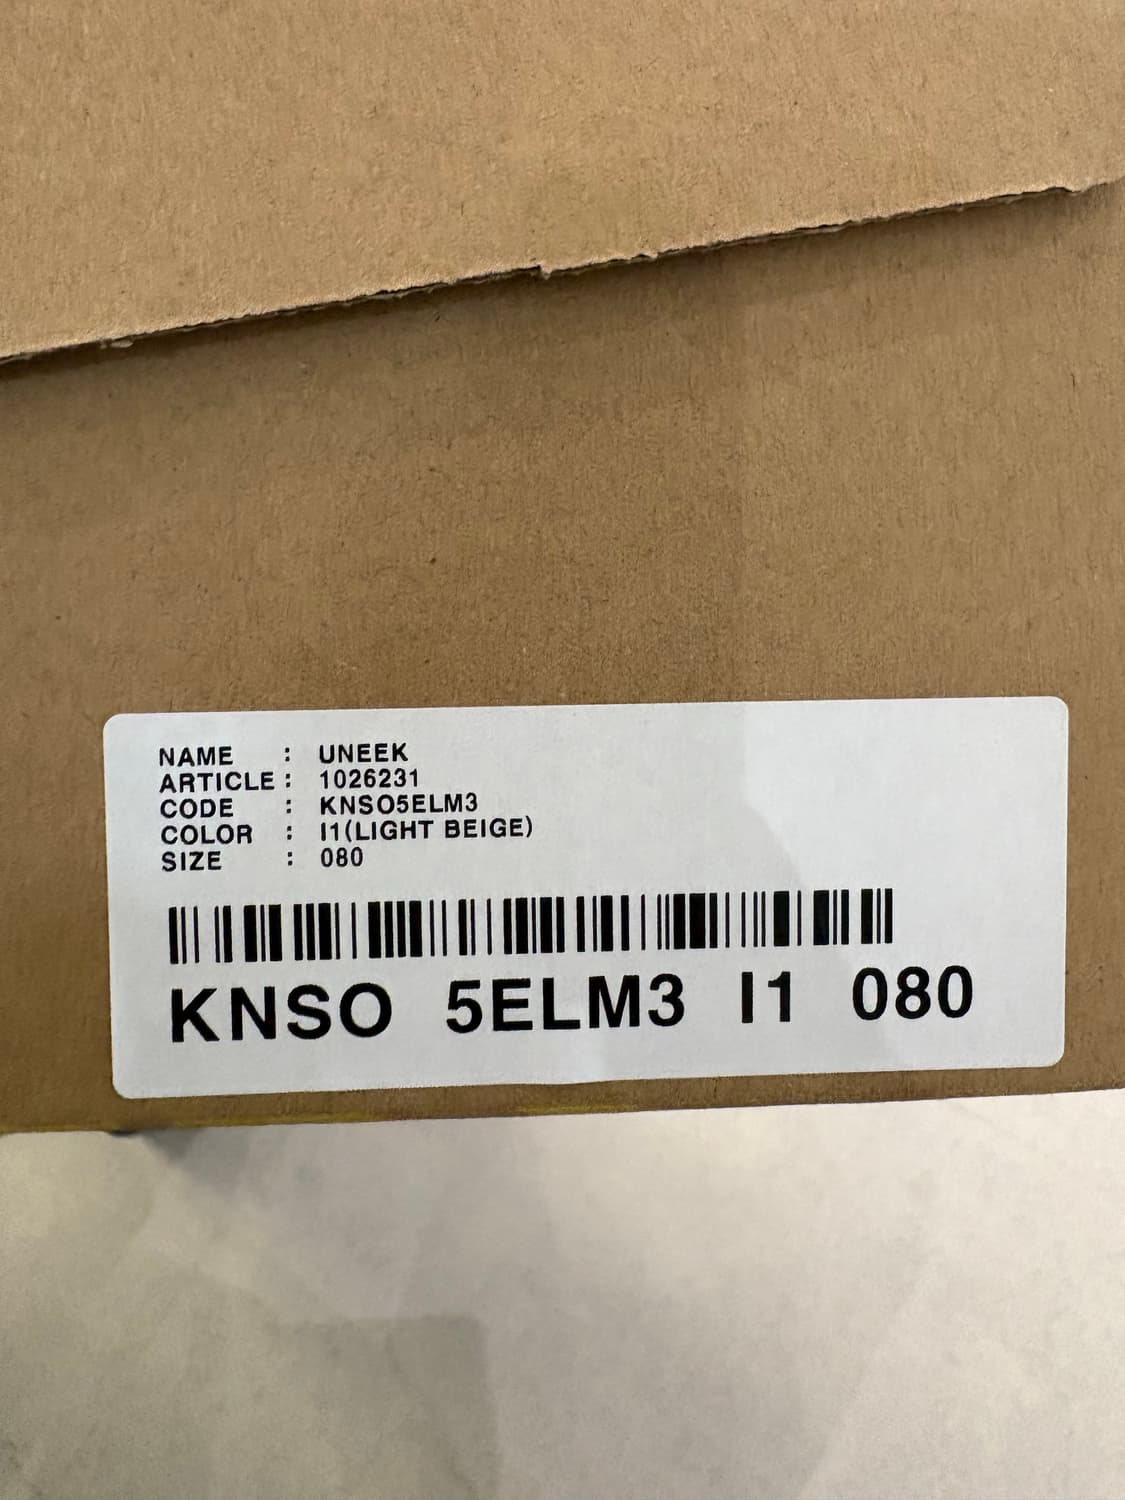 NAME : UNEEK
ARTICLE : 1026231
CODE : KNSO5ELM3
COLOR : I1(LIGHT BEIGE)
SIZE : 080
KNSO 5ELM3 I1 080